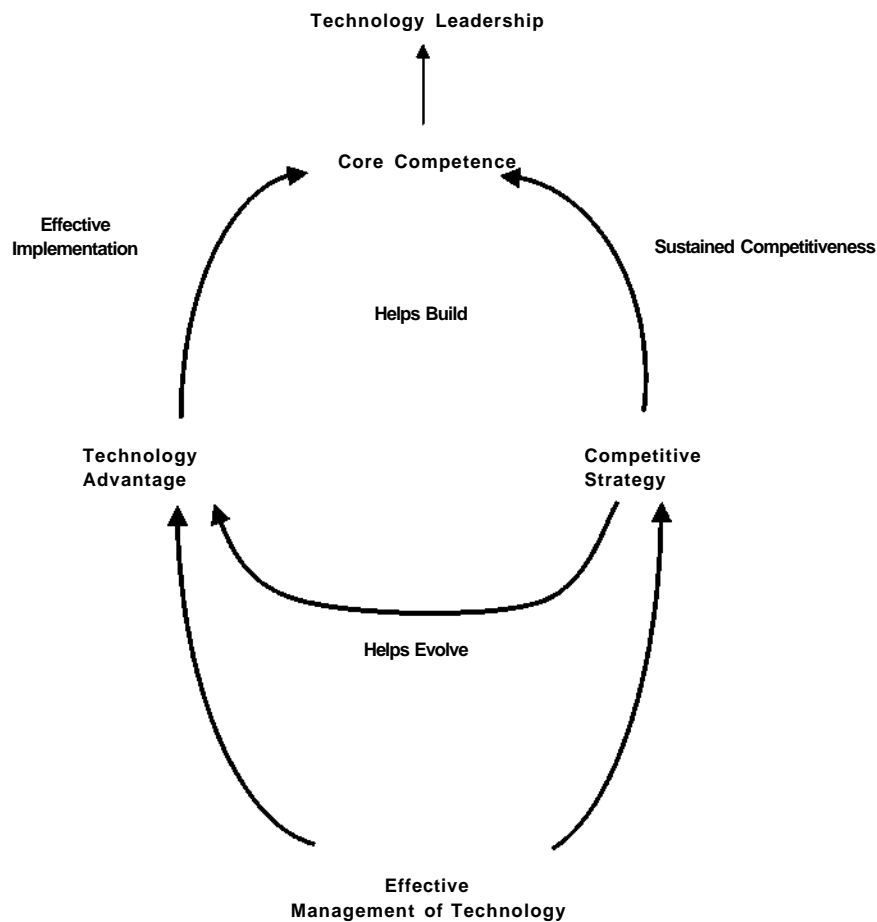 Technology Leadership
Core Competence
Effective
Implementation
Sustained Competitiveness
Helps Build
Technology
Advantage
Competitive
Strategy
Helps Evolve
Effective
Management of Technology